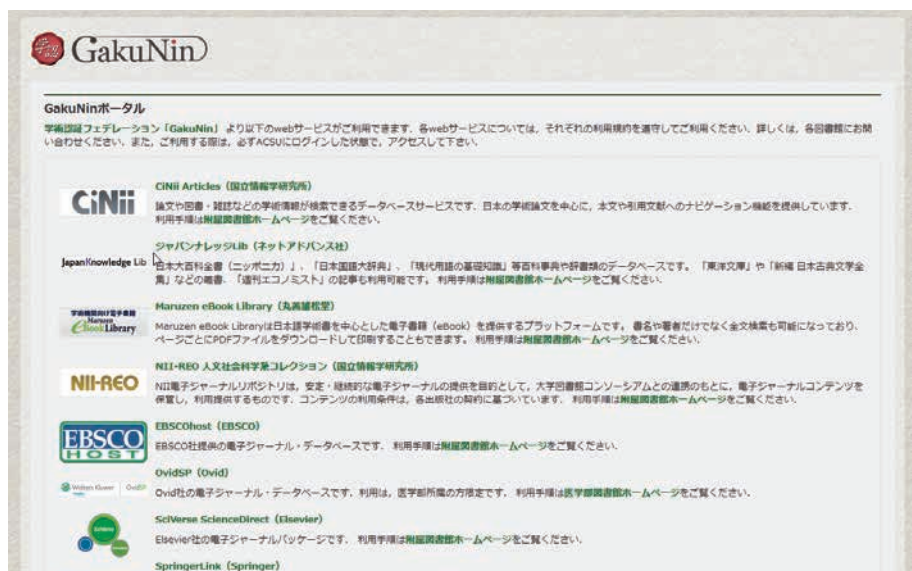 学認 GakuNin
GakuNinポータル
学術認証フェデレーション「GakuNin」 より以下のwebサービスがご利用できます．各webサービスについては，それぞれの利用規約を遵守してご利用ください．詳しくは，各図書館にお問
い合わせください．また，ご利用する際は，必ずACSUにログインした状態で，アクセスして下さい．
CiNii
CiNii Articles（国立情報学研究所）
論文や図書・雑誌などの学術情報が検索できるデータベースサービスです．日本の学術論文を中心に，本文や引用文献へのナビゲーション機能を提供しています．
利用手順は附属図書館ホームページをご覧ください．
JapanKnowledge Lib
ジャパンナレッジLib（ネットアドバンス社）
日本大百科全書（ニッポニカ）」、「日本国語大辞典」、「現代用語の基礎知識」等百科事典や辞書類のデータベースです。「東洋文庫」や「新編 日本古典文学全
集」などの叢書、「週刊エコノミスト」の記事も利用可能です。 利用手順は附属図書館ホームページをご覧ください．
学術機関向け電子書籍
Maruzen
eBook Library
Maruzen eBook Library（丸善雄松堂）
Maruzen eBook Libraryは日本語学術書を中心とした電子書籍（eBook）を提供するプラットフォームです。 書名や著者だけでなく全文検索も可能になっており、
ページごとにPDFファイルをダウンロードして印刷することもできます。 利用手順は附属図書館ホームページをご覧ください．
NII-REO
NII-REO 人文社会科学系コレクション（国立情報学研究所）
NII電子ジャーナルリポジトリは，安定・継続的な電子ジャーナルの提供を目的として，大学図書館コンソーシアムとの連携のもとに，電子ジャーナルコンテンツを
保管し，利用提供するものです．コンテンツの利用条件は，各出版社の契約に基づいています． 利用手順は附属図書館ホームページをご覧ください．
EBSCO
HOST
EBSCOhost（EBSCO）
EBSCO社提供の電子ジャーナル・データベースです． 利用手順は附属図書館ホームページをご覧ください．
Wolters Kluwer OvidSP
OvidSP（Ovid）
Ovid社の電子ジャーナル・データベースです．利用は，医学部所属の方限定です． 利用手順は医学部図書館ホームページをご覧ください．
SciVerse ScienceDirect（Elsevier）
Elsevier社の電子ジャーナルパッケージです． 利用手順は附属図書館ホームページをご覧ください．
SpringerLink（Springer）